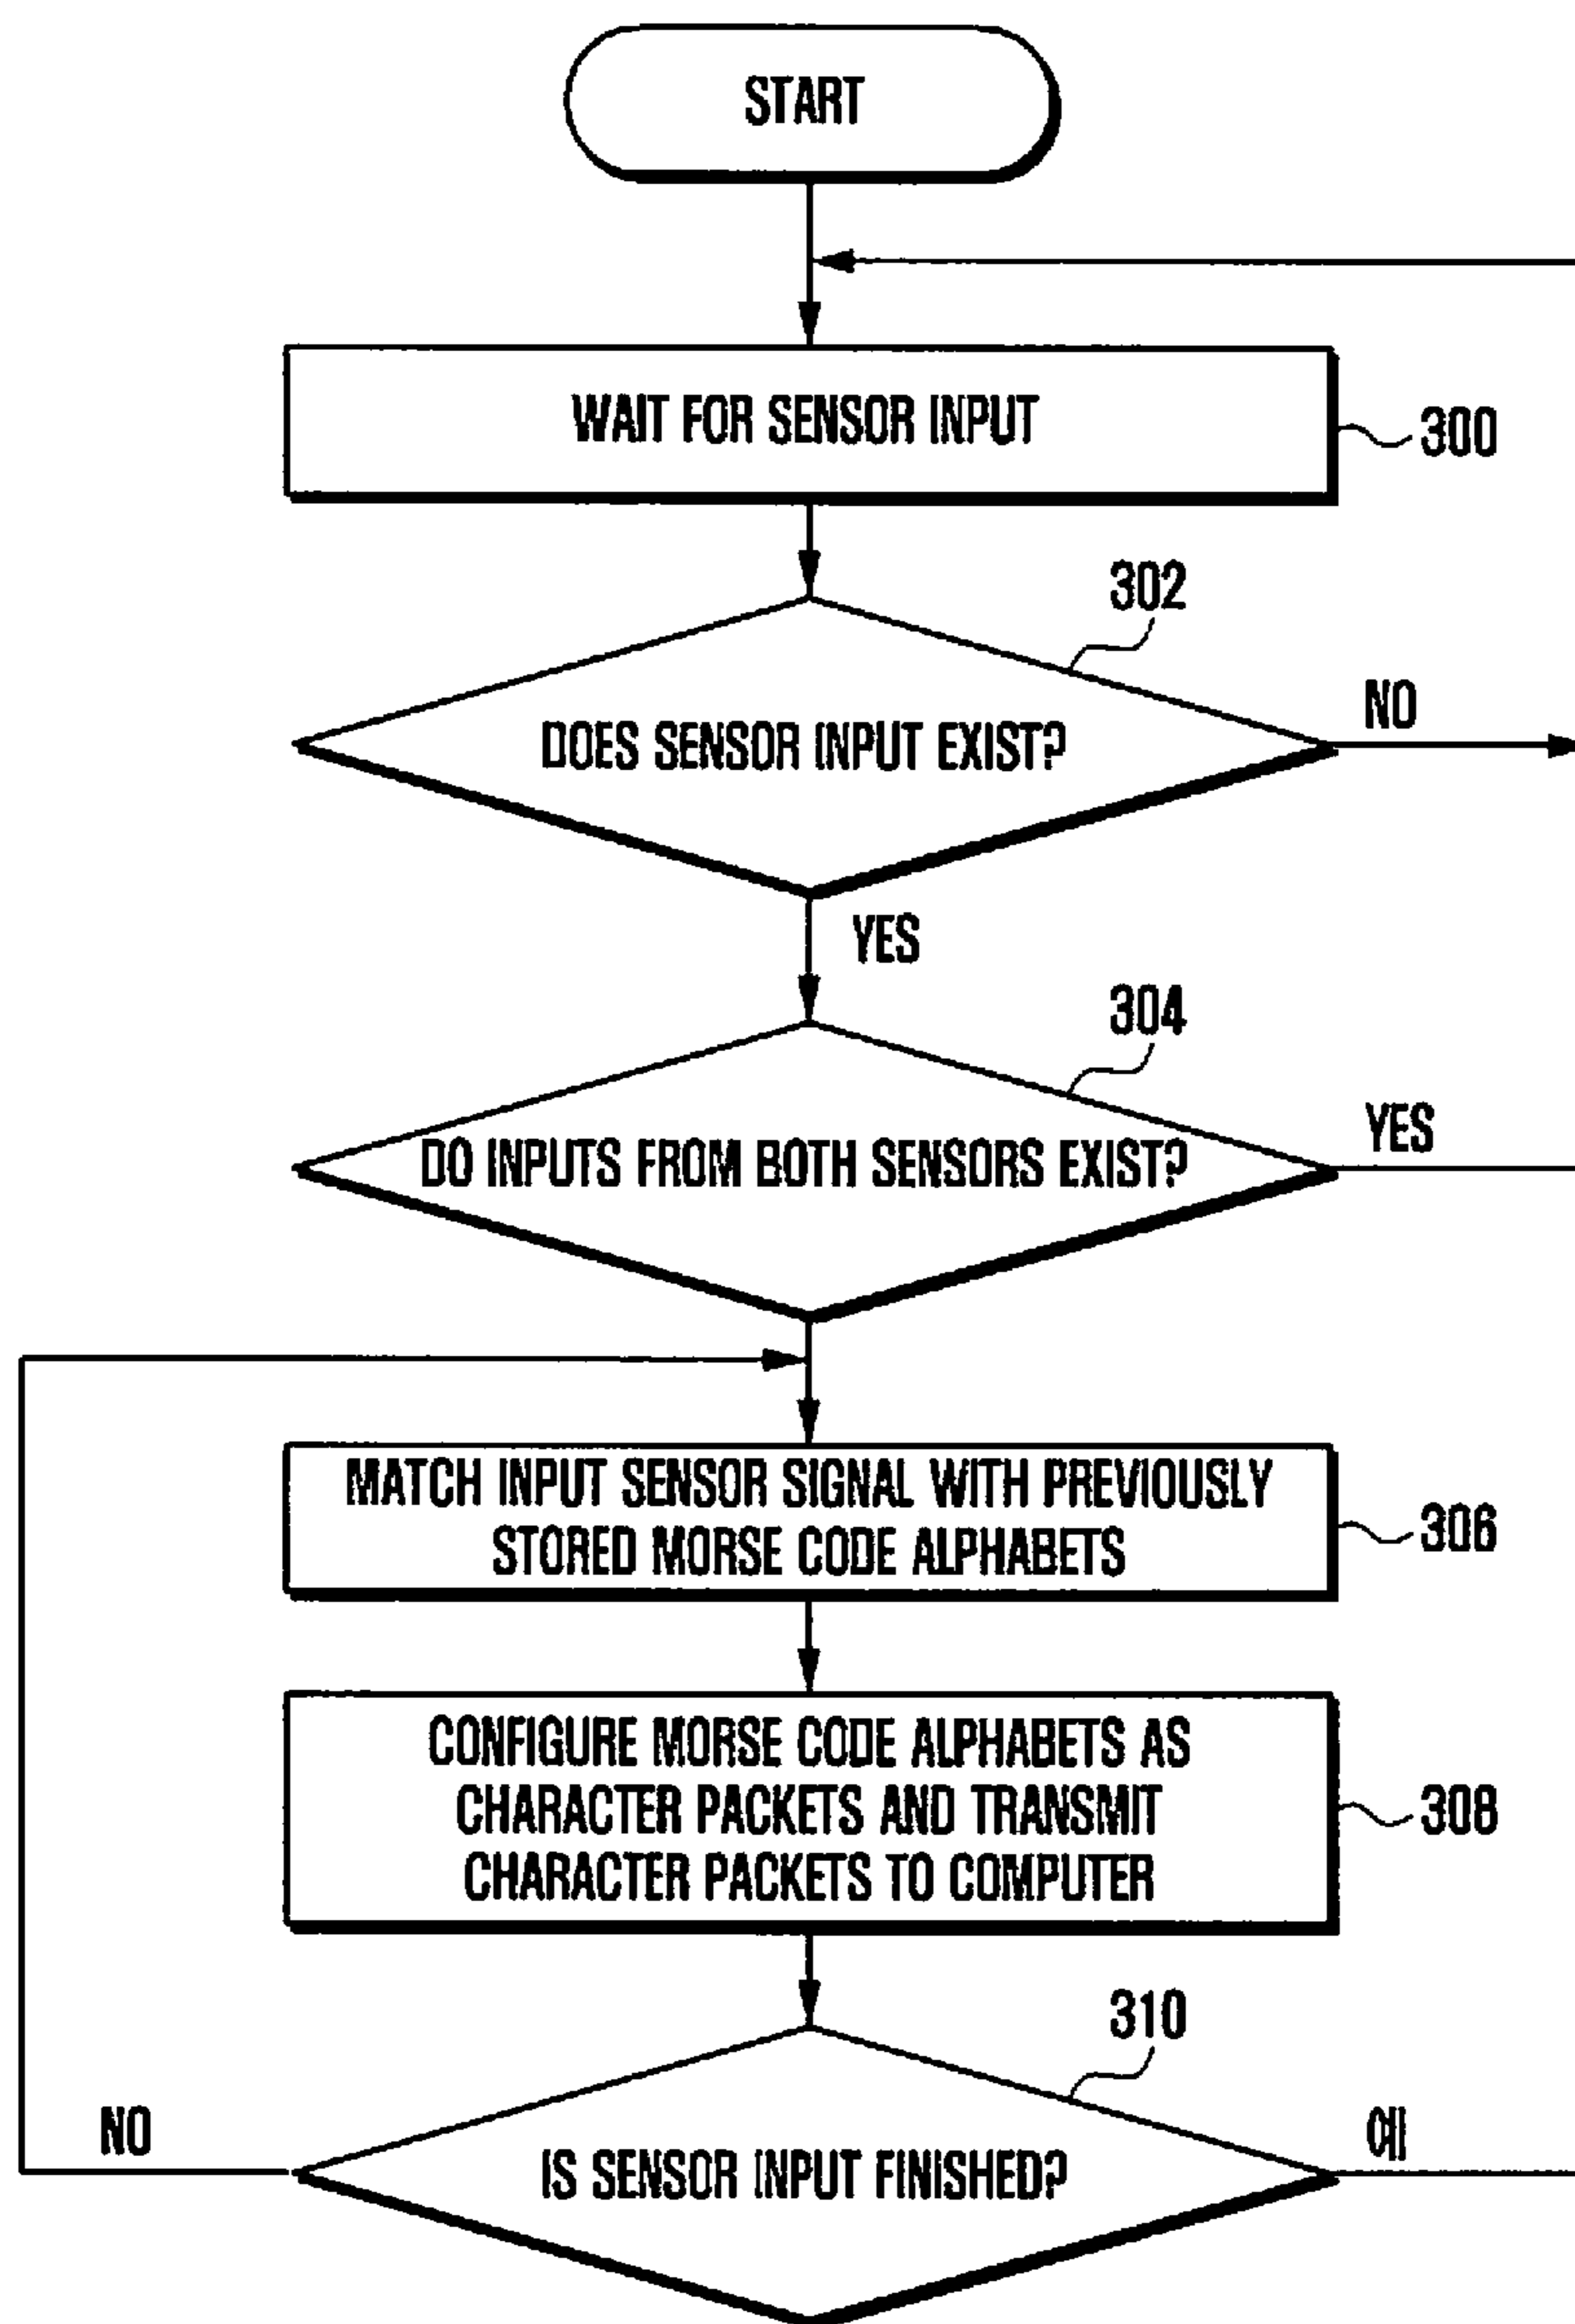 START
WAIT FOR SENSOR INPUT
300
302
DOES SENSOR INPUT EXIST?
NO
YES
304
DO INPUTS FROM BOTH SENSORS EXIST?
YES
MATCH INPUT SENSOR SIGNAL WITH PREVIOUSLY
STORED MORSE CODE ALPHABETS
306
CONFIGURE MORSE CODE ALPHABETS AS
CHARACTER PACKETS AND TRANSMIT
CHARACTER PACKETS TO COMPUTER
308
310
NO
IS SENSOR INPUT FINISHED?
예